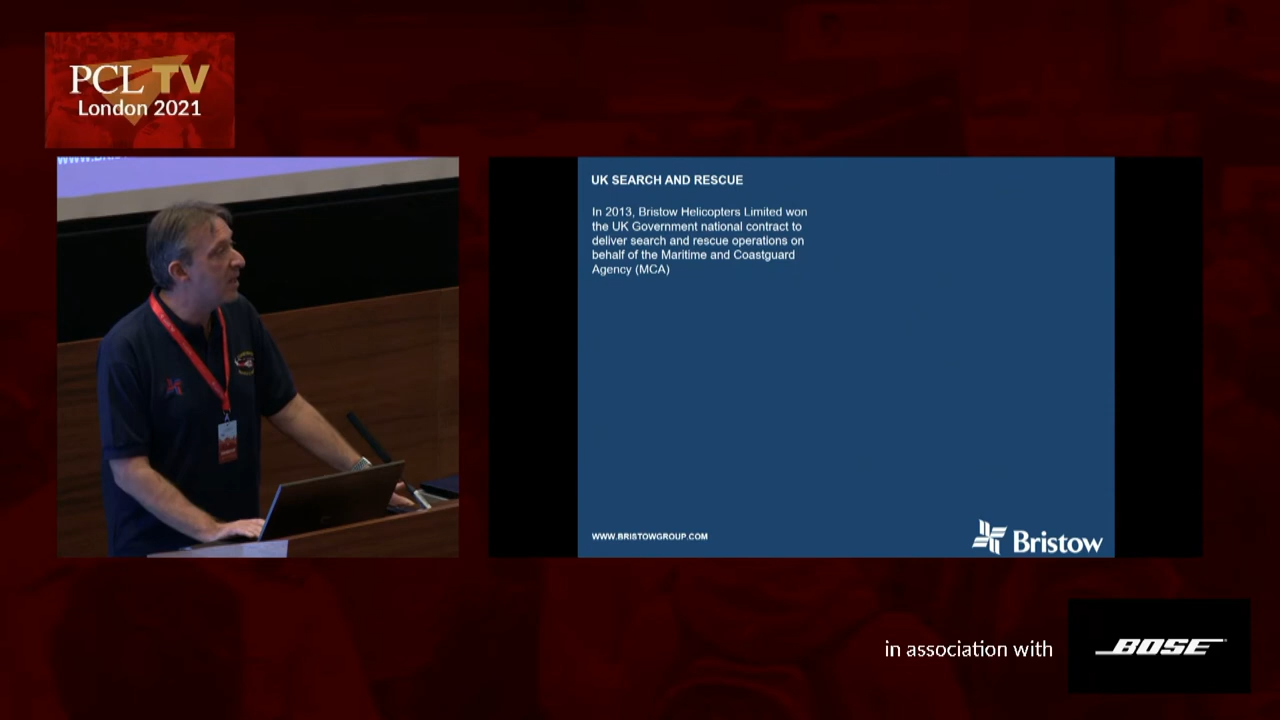 PCL TV
London 2021
UK SEARCH AND RESCUE
In 2013, Bristow Helicopters Limited won
the UK Government national contract to
deliver search and rescue operations on
behalf of the Maritime and Coastguard
Agency (MCA)
WWW.BRISTOWGROUP.COM
Bristow
in association with
BOSE